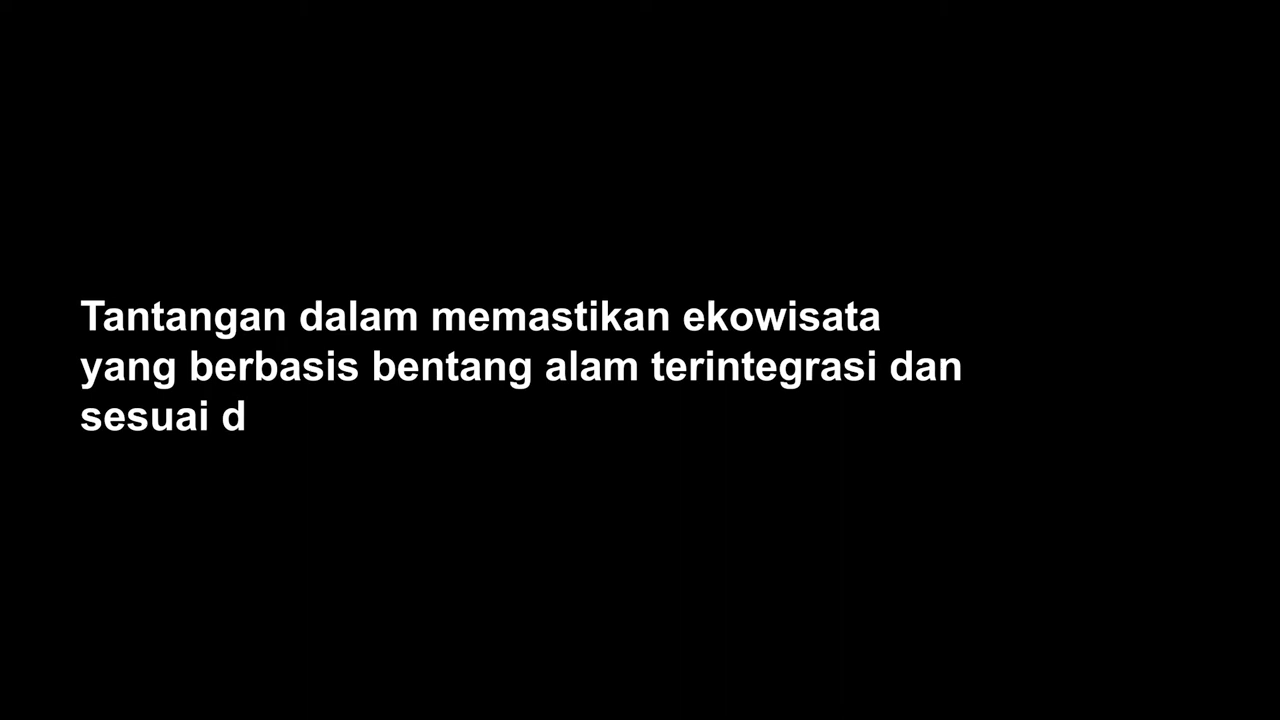 Tantangan dalam memastikan ekowisata
yang berbasis bentang alam terintegrasi dan
sesuai d